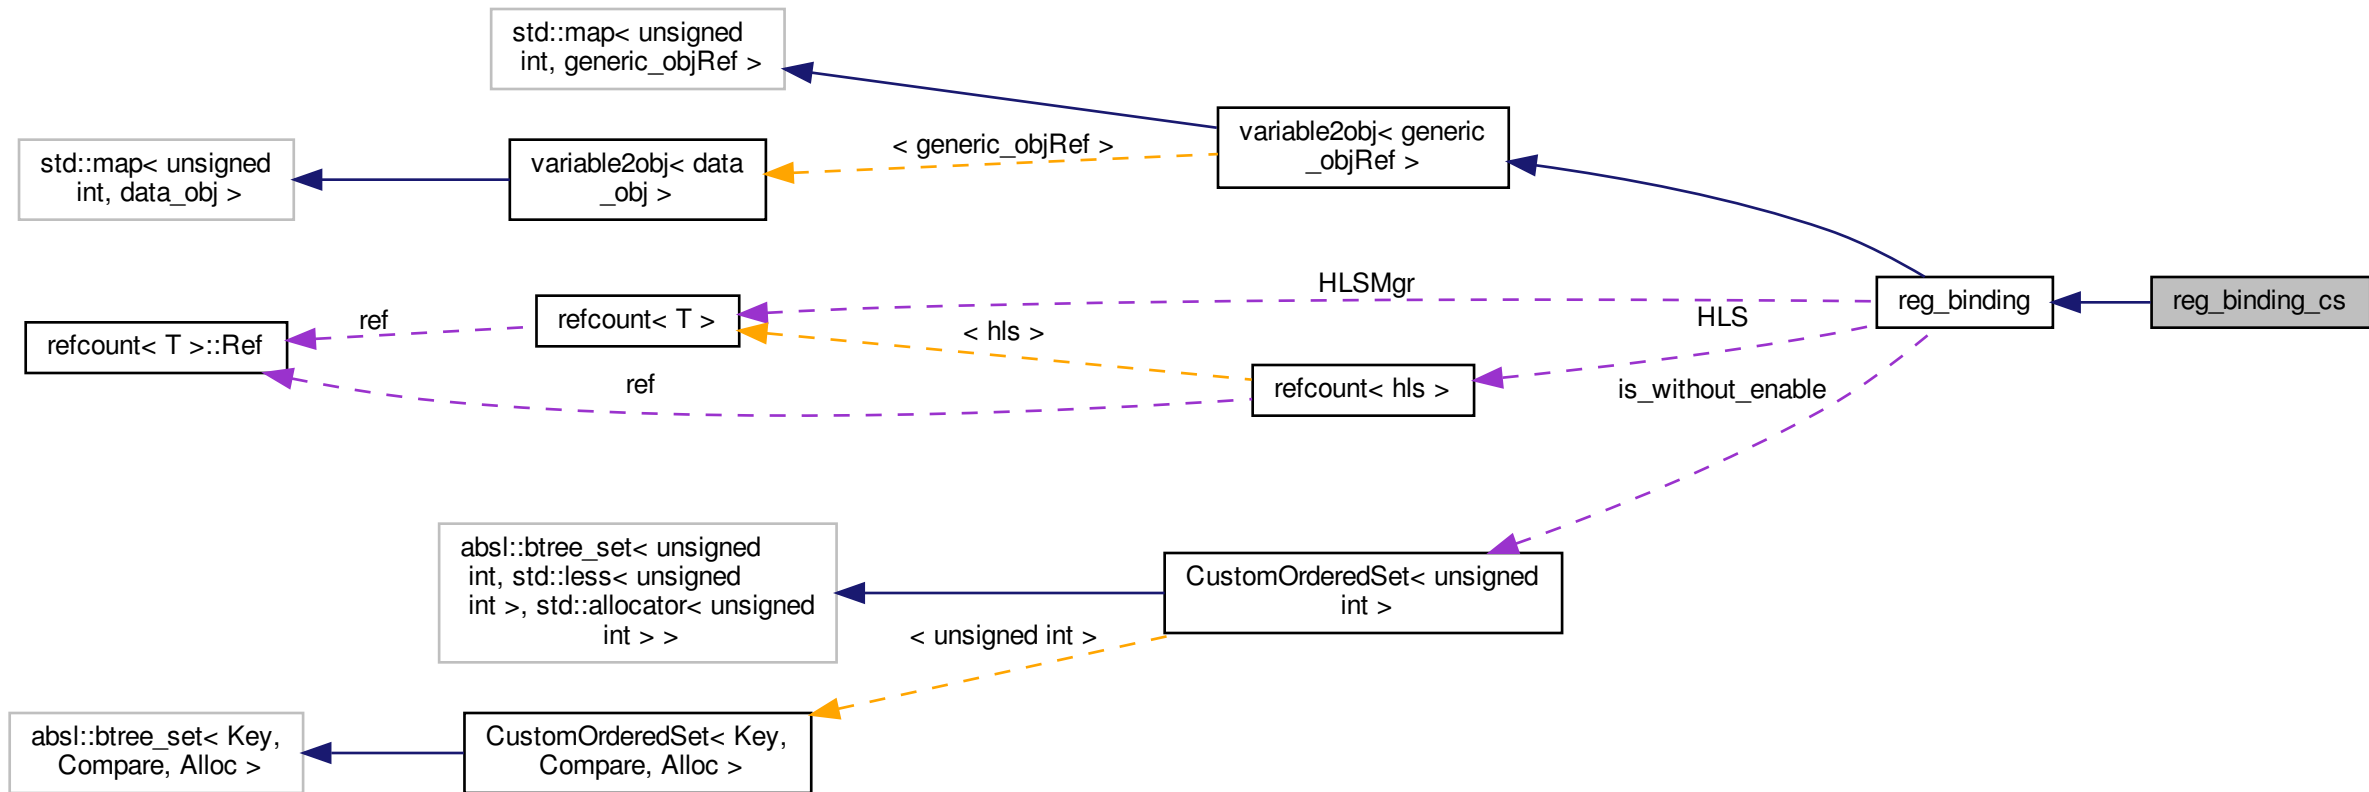 std::map< unsigned
int, generic_objRef >
variable2obj< generic
_objRef >
< generic_objRef >
std::map< unsigned
int, data_obj >
variable2obj< data
_obj >
HLSMgr
reg_binding
reg_binding_cs
refcount< T >
ref
refcount< T >::Ref
< hls >
HLS
ref
refcount< hls >
is_without_enable
absl::btree_set< unsigned
int, std::less< unsigned
int >, std::allocator< unsigned
int > >
CustomOrderedSet< unsigned
int >
< unsigned int >
absl::btree_set< Key,
Compare, Alloc >
CustomOrderedSet< Key,
Compare, Alloc >